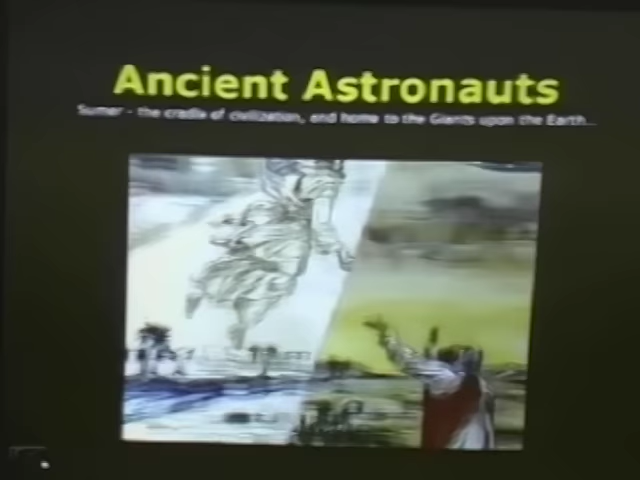 Ancient Astronauts
Sumer - the cradle of civilization, and home to the Giants upon the Earth...